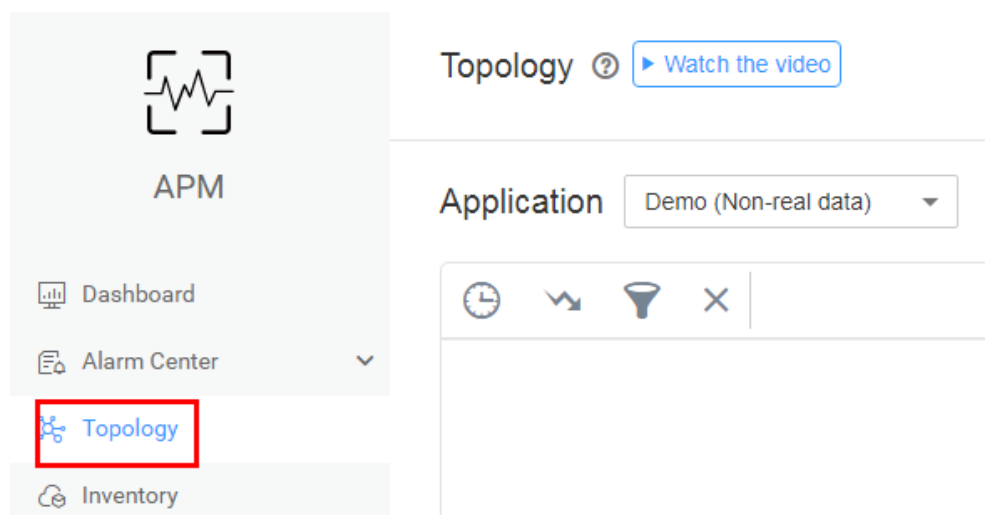 APM
Dashboard
Alarm Center
Topology
Inventory
Topology ? Watch the video
Application Demo (Non-real data)